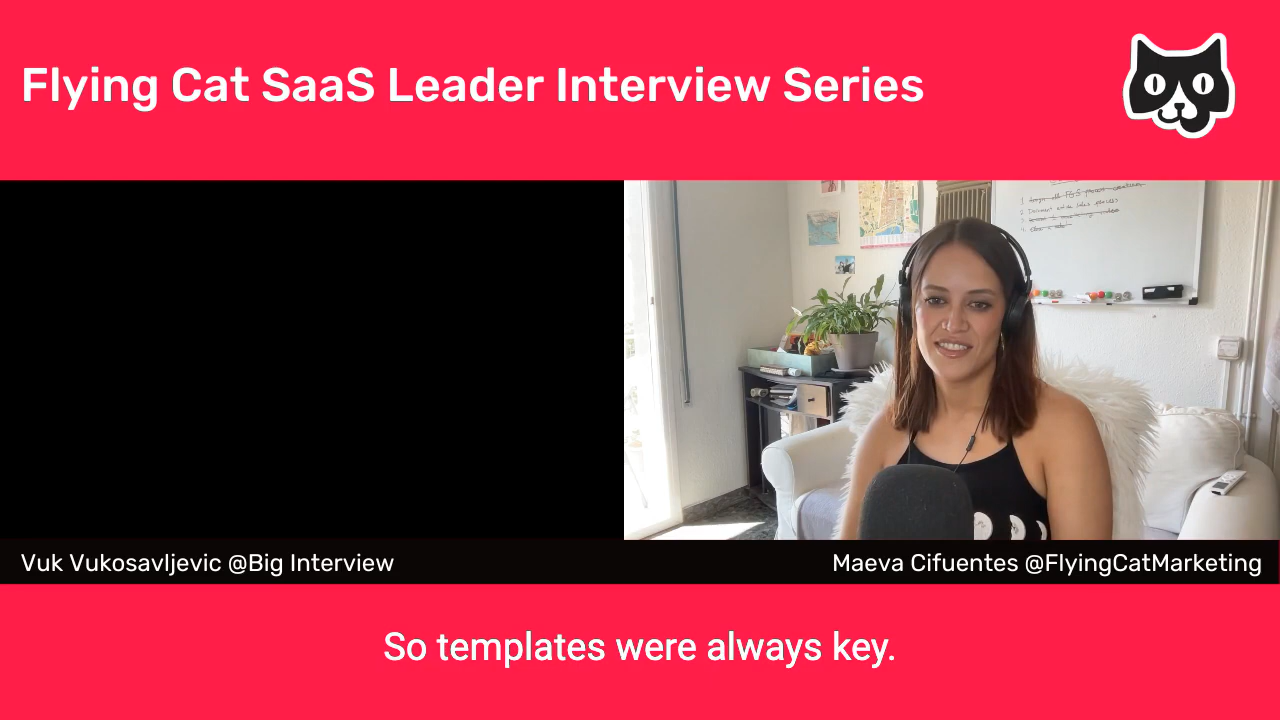 Flying Cat SaaS Leader Interview Series
Vuk Vukosavljevic @Big Interview
Maeva Cifuentes @FlyingCatMarketing
So templates were always key.